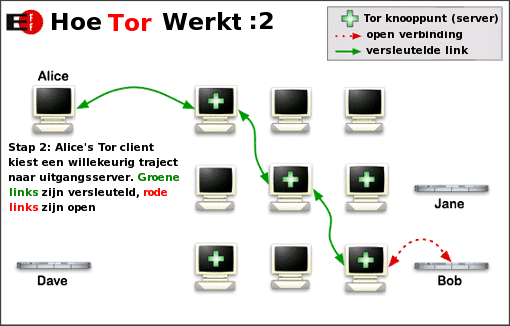 E ff Hoe Tor Werkt :2
Tor knooppunt (server)
open verbinding
versleutelde link
Alice
Stap 2: Alice's Tor client
kiest een willekeurig traject
naar uitgangsserver. Groene
links zijn versleuteld, rode
links zijn open
Jane
Dave
Bob